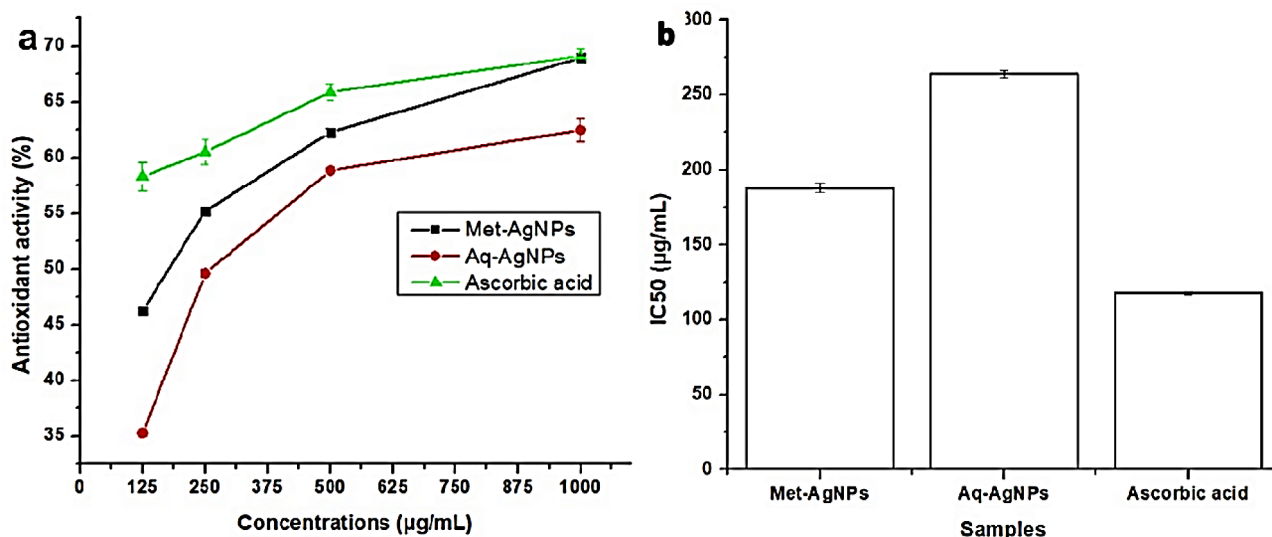 a
Antioxidant activity (%)
70
65
60
55
50
45
40
35
0 125 250 375 500 625 750 875 1000
Concentrations (µg/mL)
Met-AgNPs
Aq-AgNPs
Ascorbic acid
b
IC50 (µg/mL)
300
250
200
150
100
50
0
Met-AgNPs Aq-AgNPs Ascorbic acid
Samples